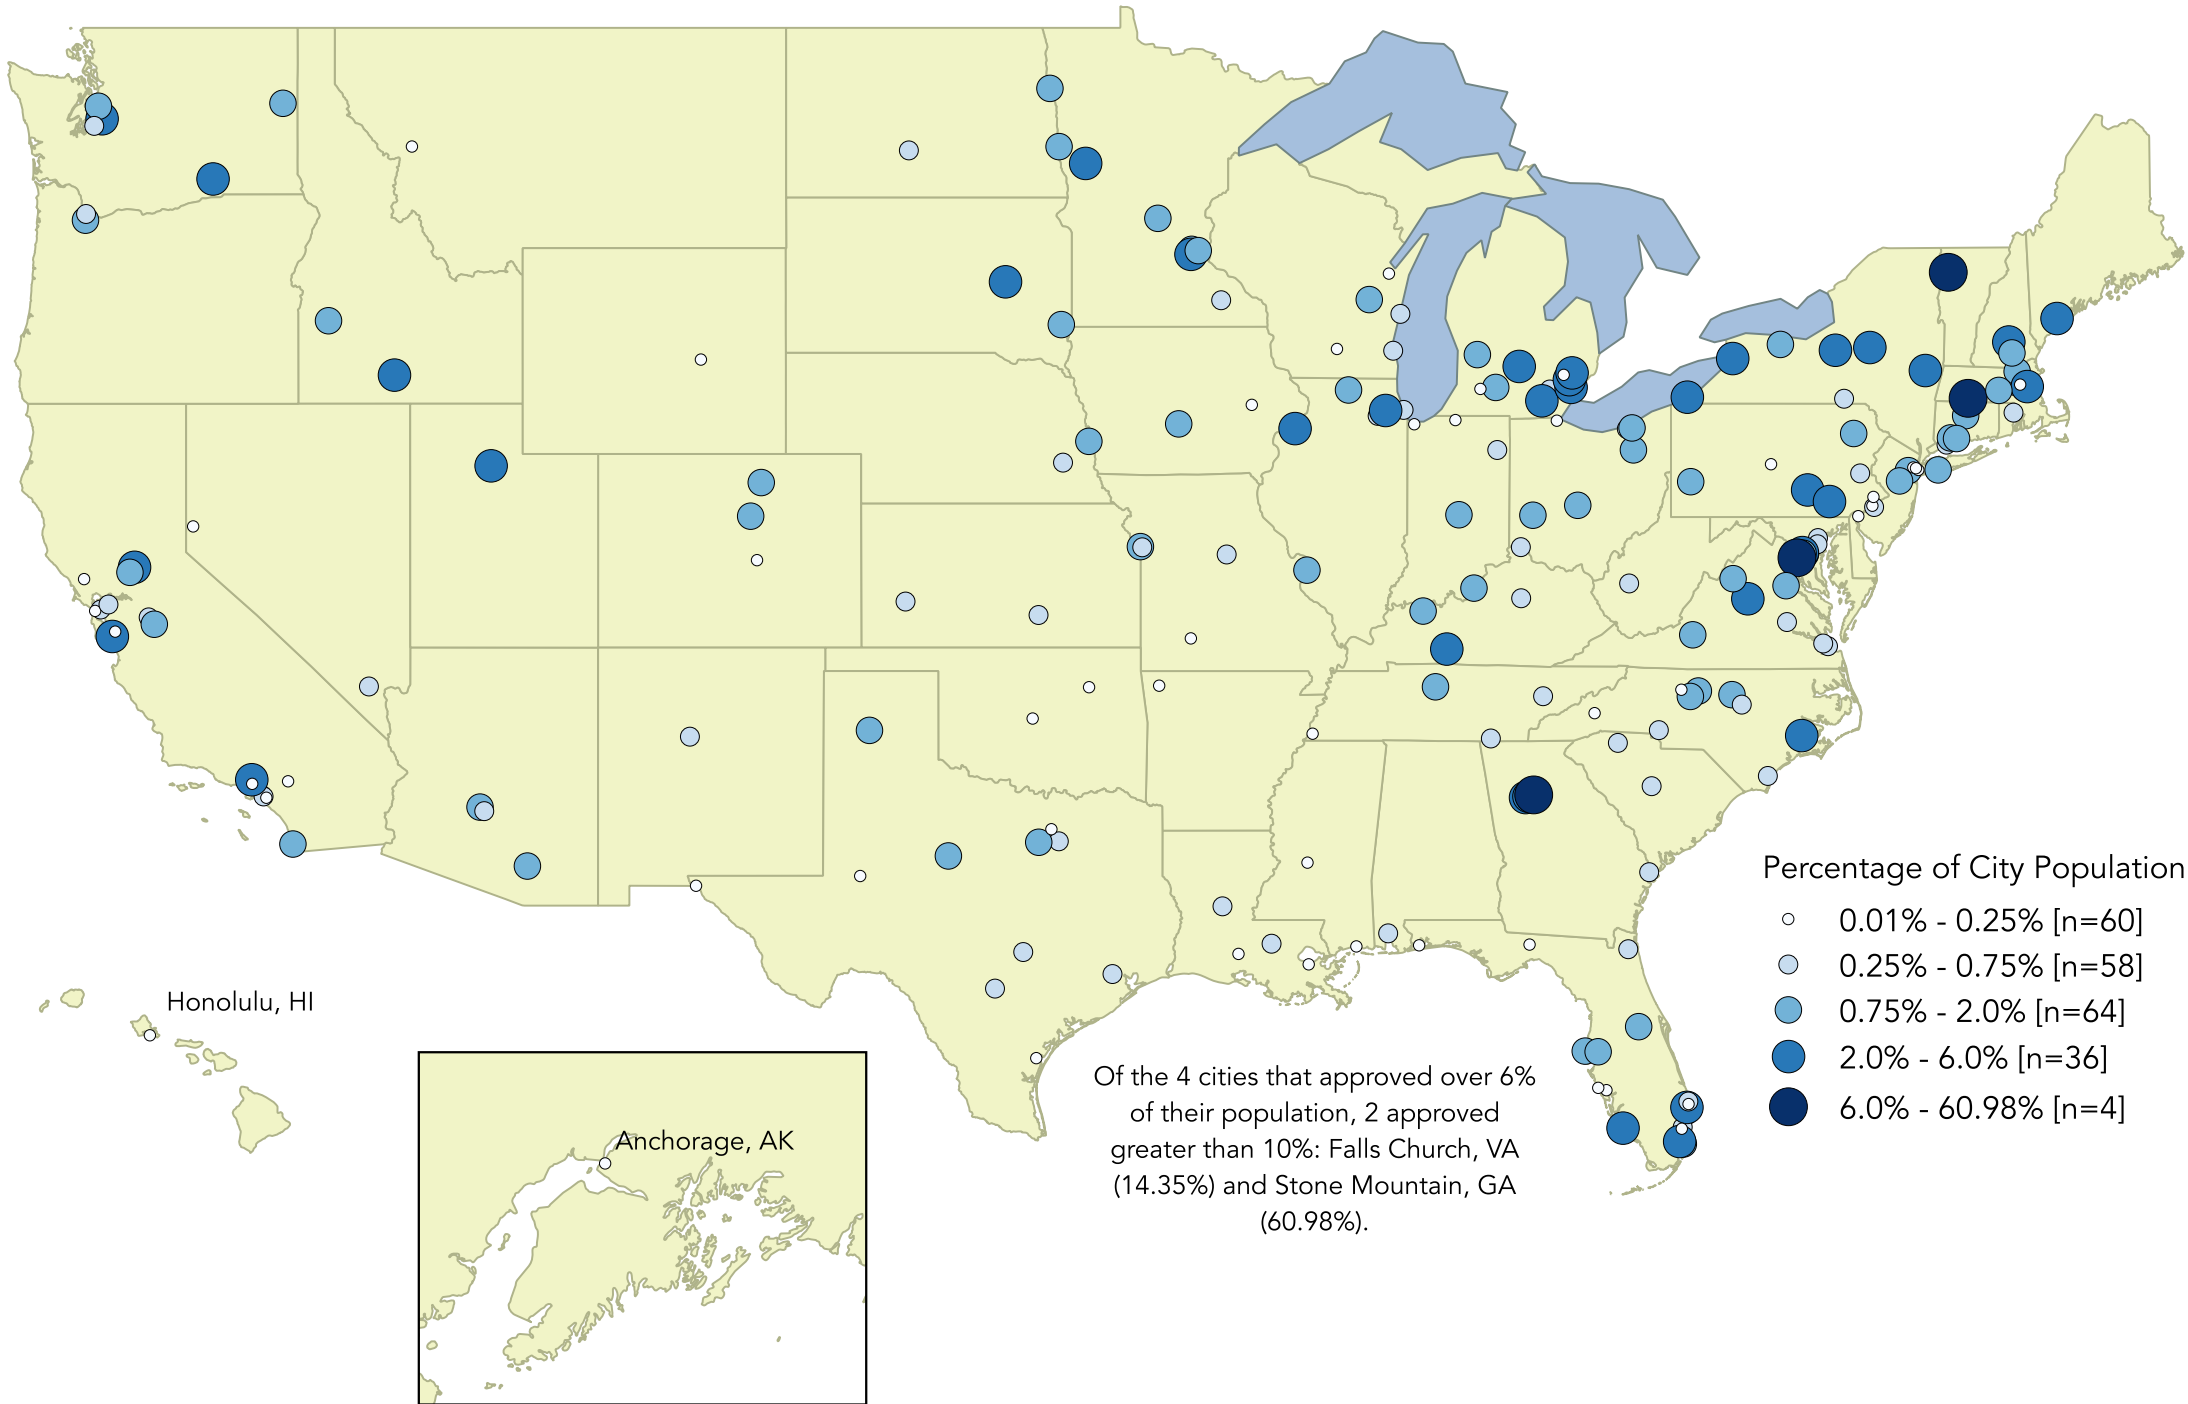 Percentage of City Population
0.01% - 0.25% [n=60]
0.25% - 0.75% [n=58]
0.75% - 2.0% [n=64]
2.0% - 6.0% [n=36]
6.0% - 60.98% [n=4]
Honolulu, HI
Anchorage, AK
Of the 4 cities that approved over 6%
of their population, 2 approved
greater than 10%: Falls Church, VA
(14.35%) and Stone Mountain, GA
(60.98%).